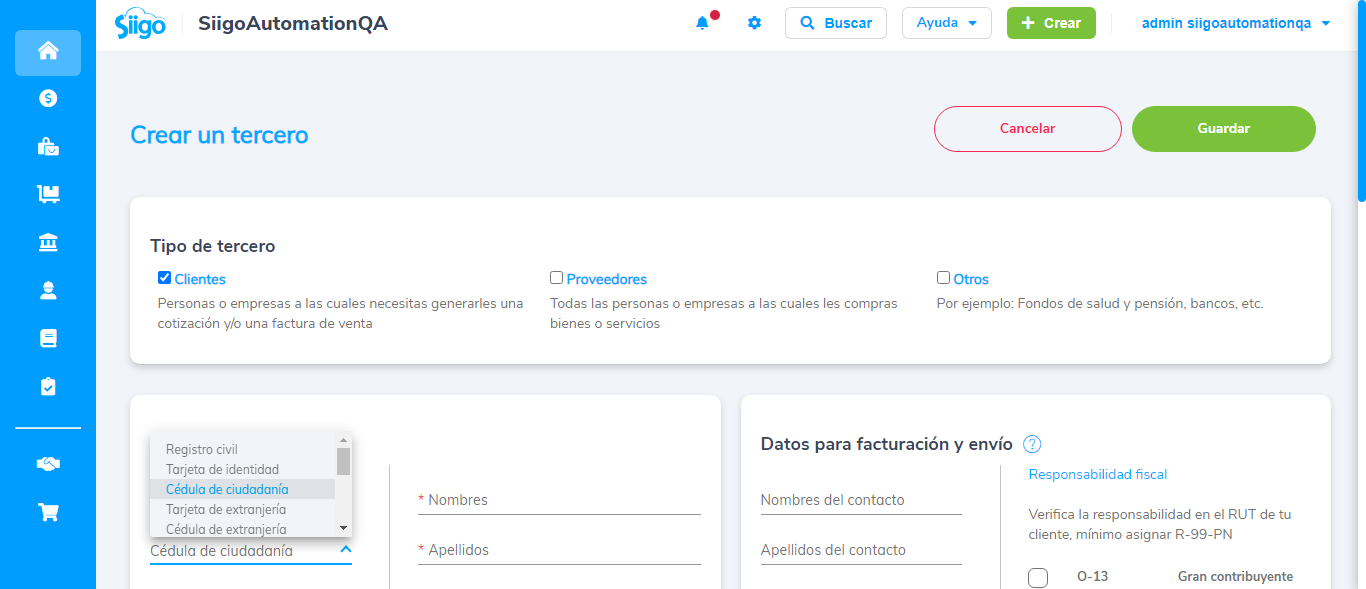 Siigo
SiigoAutomationQA
Buscar
Ayuda
Crear
admin siigoautomationqa
Crear un tercero
Cancelar
Guardar
Tipo de tercero
Clientes
Personas o empresas a las cuales necesitas generarles una
cotización y/o una factura de venta
Proveedores
Todas las personas o empresas a las cuales les compras
bienes o servicios
Otros
Por ejemplo: Fondos de salud y pensión, bancos, etc.
Registro civil
Tarjeta de identidad
Cédula de ciudadanía
Tarjeta de extranjería
Cédula de extranjería
Cédula de ciudadanía
* Nombres
* Apellidos
Datos para facturación y envío ?
Nombres del contacto
Apellidos del contacto
Responsabilidad fiscal
Verifica la responsabilidad en el RUT de tu
cliente, mínimo asignar R-99-PN
O-13 Gran contribuyente